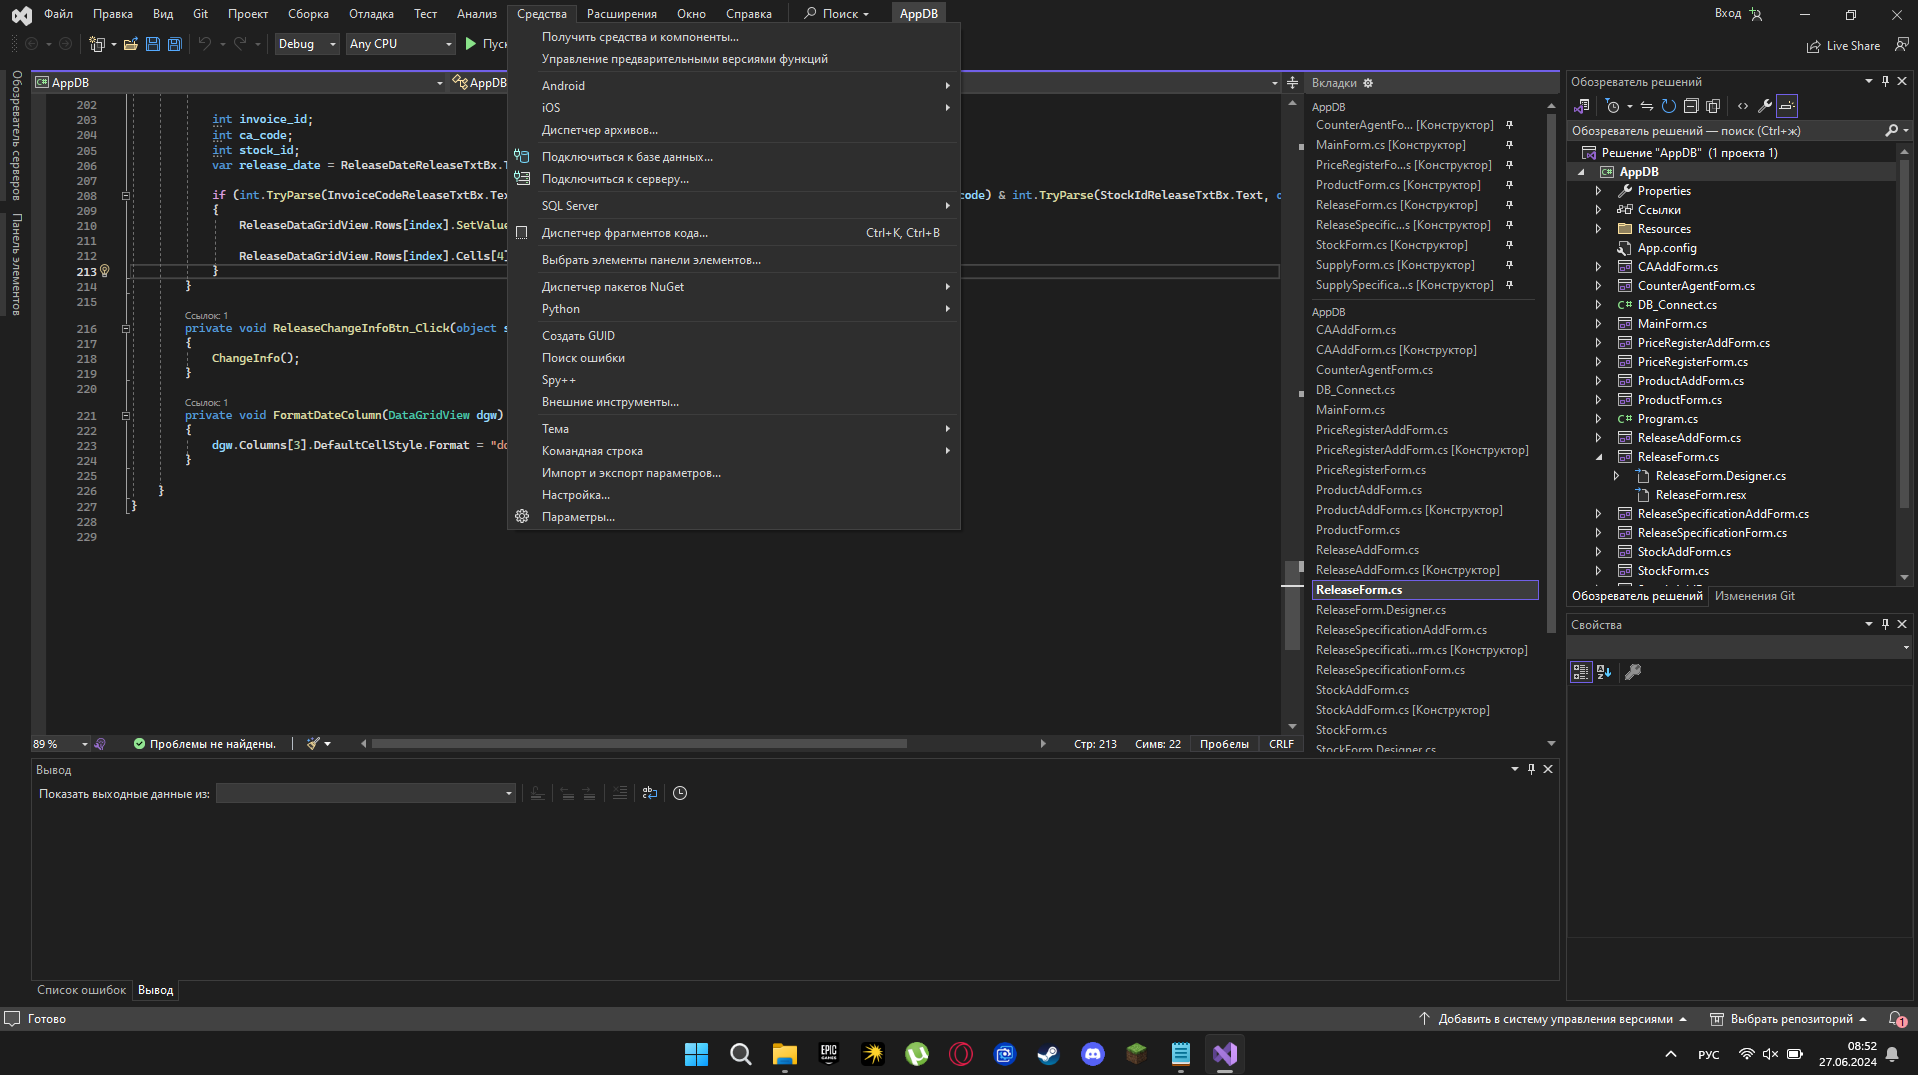 Файл Правка Вид Git Проект Сборка Отладка Тест Анализ Средства Расширения Окно Справка Поиск AppDB Вход
Debug Any CPU Live Share
Обозреватель серверов
Панель элементов
AppDB
AppDB
202
203 int invoice_id;
204 int ca_code;
205 int stock_id;
206 var release_date = ReleaseDateReleaseTxtBx.
207
208 if (int.TryParse(InvoiceCodeReleaseTxtBx.Te
code) & int.TryParse(StockIdReleaseTxtBx.Text,
209 {
210 ReleaseDataGridView.Rows[index].SetValue
211
212 ReleaseDataGridView.Rows[index].Cells[4]
213 }
214 }
215
Ссылок: 1
216 private void ReleaseChangeInfoBtn_Click(object s
217 {
218 ChangeInfo();
219 }
220
Ссылок: 1
221 private void FormatDateColumn(DataGridView dgw)
222 {
223 dgw.Columns[3].DefaultCellStyle.Format = "dd
224 }
225
226 }
227 }
228
229
Получить средства и компоненты...
Управление предварительными версиями функций
Android
iOS
Диспетчер архивов...
Подключиться к базе данных...
Подключиться к серверу...
SQL Server
Диспетчер фрагментов кода... Ctrl+K, Ctrl+B
Выбрать элементы панели элементов...
Диспетчер пакетов NuGet
Python
Создать GUID
Поиск ошибки
Spy++
Внешние инструменты...
Тема
Командная строка
Импорт и экспорт параметров...
Настройка...
Параметры...
89 % Проблемы не найдены. Стр: 213 Симв: 22 Пробелы CRLF
Вкладки
AppDB
CounterAgentFo... [Конструктор]
MainForm.cs [Конструктор]
PriceRegisterFo...s [Конструктор]
ProductForm.cs [Конструктор]
ReleaseForm.cs [Конструктор]
ReleaseSpecific...s [Конструктор]
StockForm.cs [Конструктор]
SupplyForm.cs [Конструктор]
SupplySpecifica...s [Конструктор]
AppDB
CAAddForm.cs
CAAddForm.cs [Конструктор]
CounterAgentForm.cs
DB_Connect.cs
MainForm.cs
PriceRegisterAddForm.cs
PriceRegisterAddForm.cs [Конструктор]
PriceRegisterForm.cs
ProductAddForm.cs
ProductAddForm.cs [Конструктор]
ProductForm.cs
ReleaseAddForm.cs
ReleaseAddForm.cs [Конструктор]
ReleaseForm.cs
ReleaseForm.Designer.cs
ReleaseSpecificationAddForm.cs
ReleaseSpecificati...rm.cs [Конструктор]
ReleaseSpecificationForm.cs
StockAddForm.cs
StockAddForm.cs [Конструктор]
StockForm.cs
StockForm.Designer.cs
Обозреватель решений
Обозреватель решений — поиск (Ctrl+ж)
Решение "AppDB" (1 проекта 1)
AppDB
Properties
Ссылки
Resources
App.config
CAAddForm.cs
CounterAgentForm.cs
DB_Connect.cs
MainForm.cs
PriceRegisterAddForm.cs
PriceRegisterForm.cs
ProductAddForm.cs
ProductForm.cs
Program.cs
ReleaseAddForm.cs
ReleaseForm.cs
ReleaseForm.Designer.cs
ReleaseForm.resx
ReleaseSpecificationAddForm.cs
ReleaseSpecificationForm.cs
StockAddForm.cs
StockForm.cs
Обозреватель решений Изменения Git
Свойства
Вывод
Показать выходные данные из:
Список ошибок Вывод
Готово Добавить в систему управления версиями Выбрать репозиторий 1
EPIC GAMES
РУС
08:52
27.06.2024